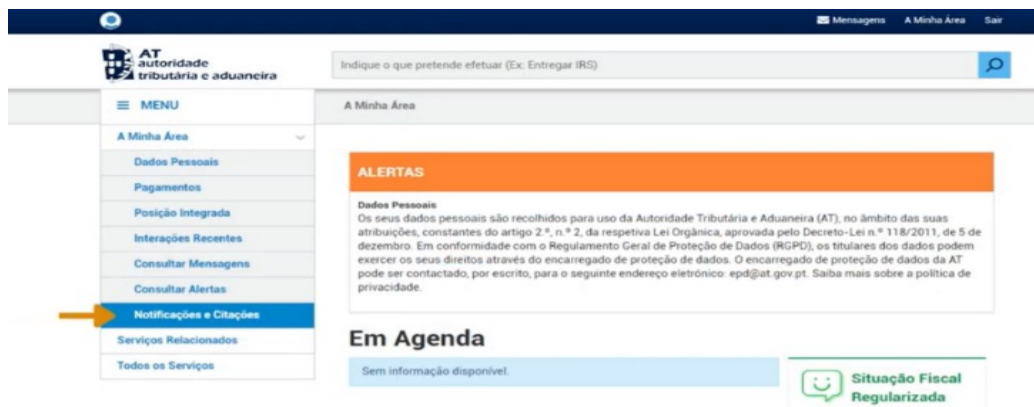 Mensagens A Minha Área Sair
AT
autoridade
tributária e aduaneira
Indique o que pretende efetuar (Ex: Entregar IRS)
MENU
A Minha Área
A Minha Área
Dados Pessoais
Pagamentos
Posição Integrada
Interações Recentes
Consultar Mensagens
Consultar Alertas
Notificações e Citações
Serviços Relacionados
Todos os Serviços
ALERTAS
Dados Pessoais
Os seus dados pessoais são recolhidos para uso da Autoridade Tributária e Aduaneira (AT), no âmbito das suas
atribuições, constantes do artigo 2.º, n.º 2, da respetiva Lei Orgânica, aprovada pelo Decreto-Lei n.º 118/2011, de 5 de
dezembro. Em conformidade com o Regulamento Geral de Proteção de Dados (RGPD), os titulares dos dados podem
exercer os seus direitos através do encarregado de proteção de dados. O encarregado de proteção de dados da AT
pode ser contactado, por escrito, para o seguinte endereço eletrónico: epd@at.gov.pt. Saiba mais sobre a política de
privacidade.
Em Agenda
Sem informação disponível.
Situação Fiscal
Regularizada